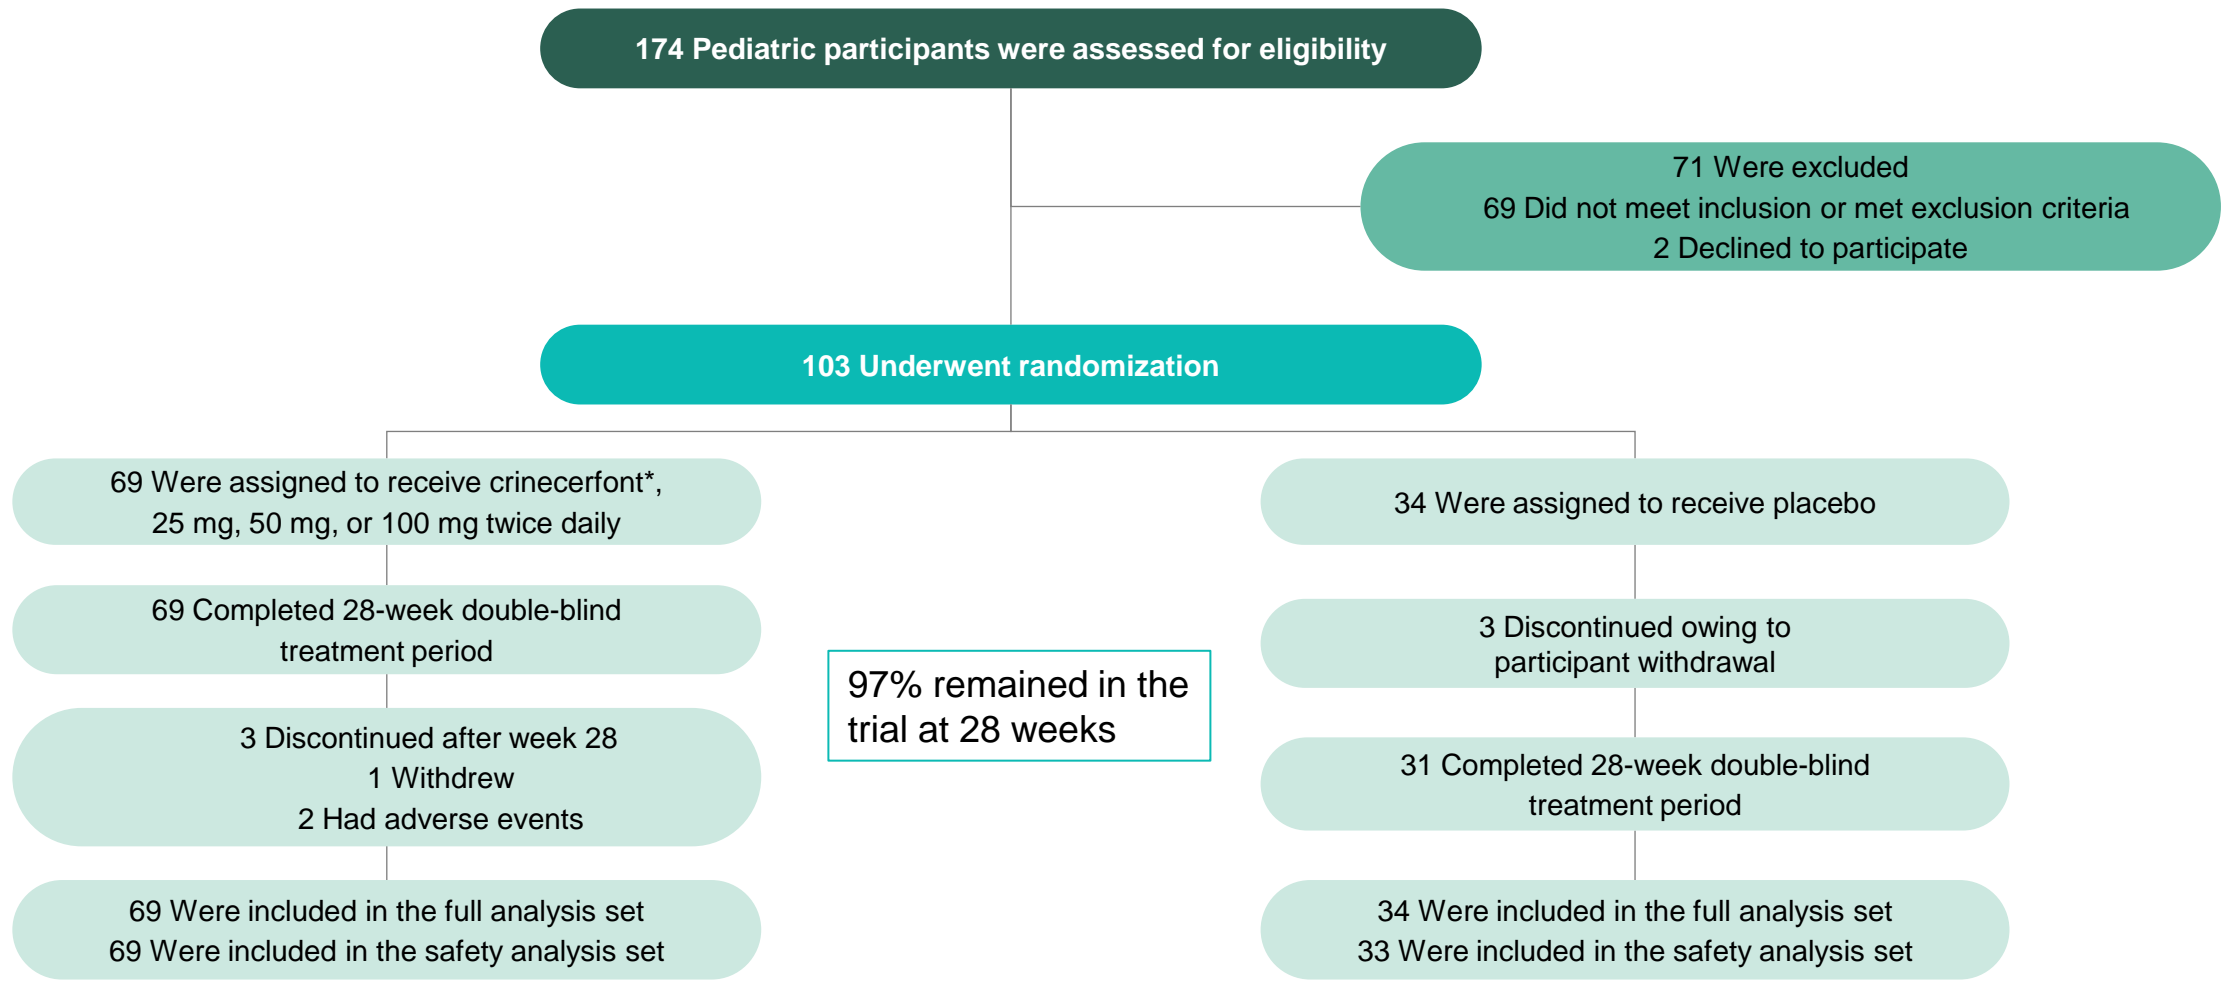 174 Pediatric participants were assessed for eligibility
71 Were excluded
69 Did not meet inclusion or met exclusion criteria
2 Declined to participate
103 Underwent randomization
69 Were assigned to receive crinecerfont*,
25 mg, 50 mg, or 100 mg twice daily
34 Were assigned to receive placebo
69 Completed 28-week double-blind
treatment period
3 Discontinued owing to
participant withdrawal
97% remained in the
trial at 28 weeks
3 Discontinued after week 28
1 Withdrew
2 Had adverse events
31 Completed 28-week double-blind
treatment period
69 Were included in the full analysis set
69 Were included in the safety analysis set
34 Were included in the full analysis set
33 Were included in the safety analysis set